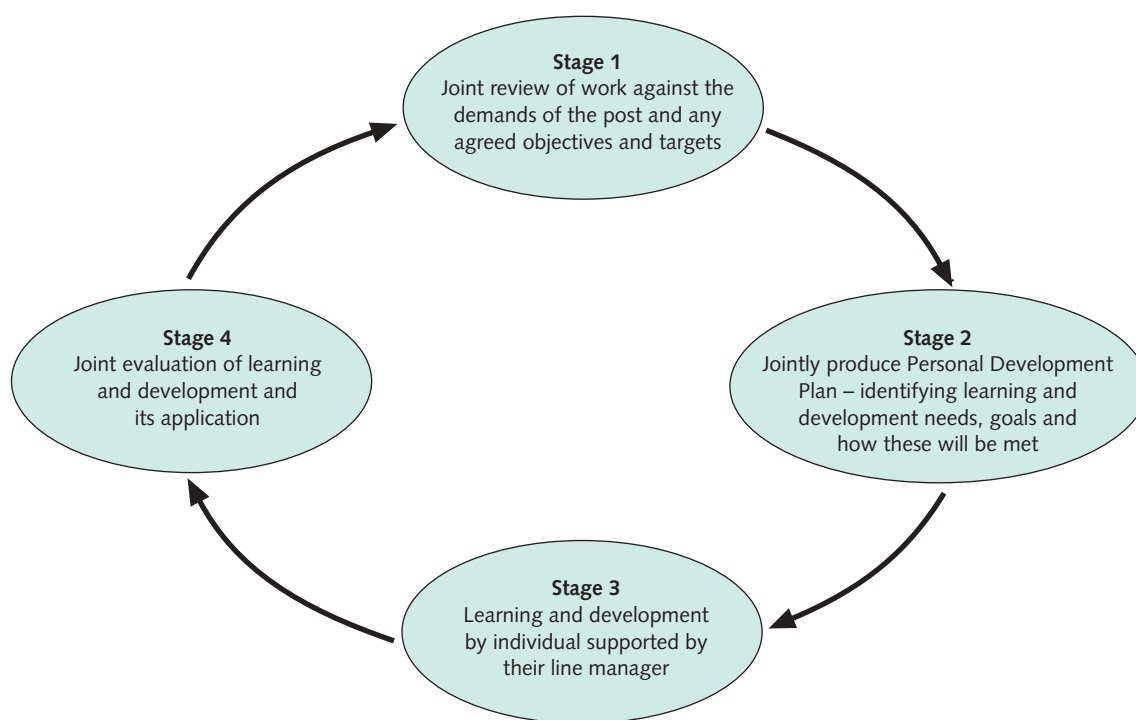 Stage 1
Joint review of work against the
demands of the post and any
agreed objectives and targets
Stage 2
Jointly produce Personal Development
Plan – identifying learning and
development needs, goals and
how these will be met
Stage 3
Learning and development
by individual supported by
their line manager
Stage 4
Joint evaluation of learning
and development and
its application